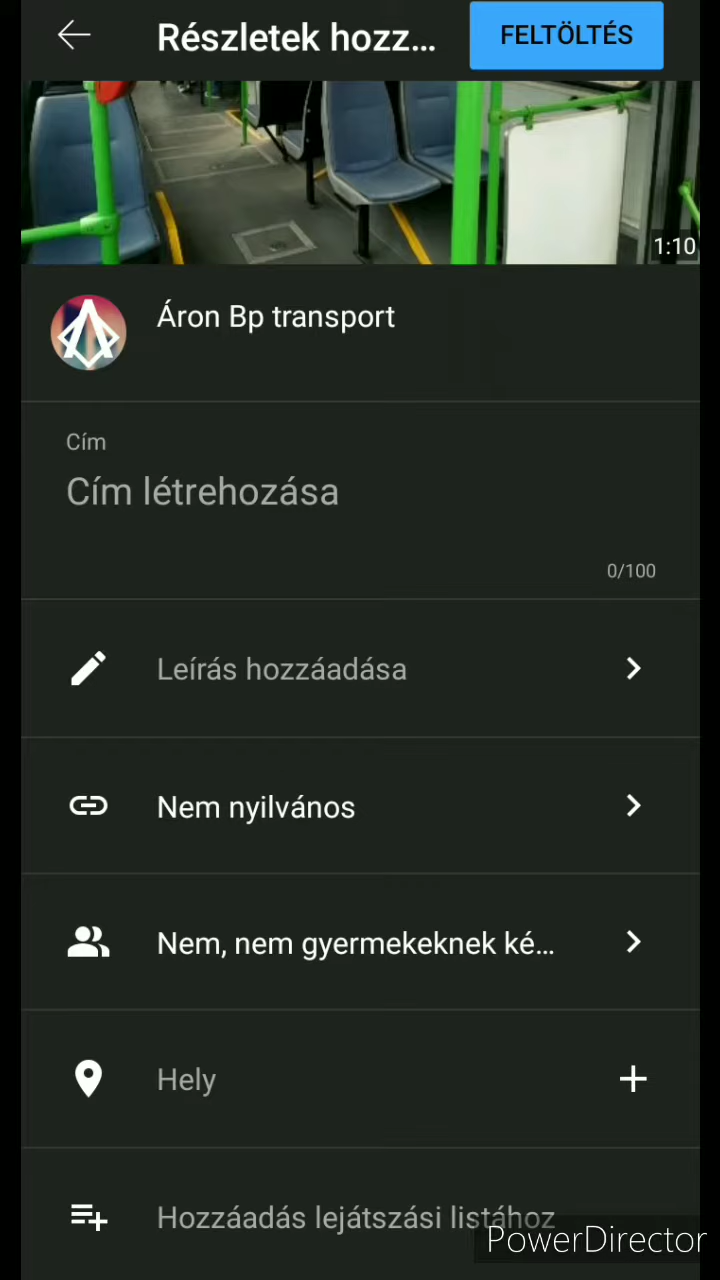 Részletek hozz...
FELTÖLTÉS
1:10
Áron Bp transport
Cím
Cím létrehozása
0/100
Leírás hozzáadása
Nem nyilvános
Nem, nem gyermekeknek ké...
Hely
Hozzáadás lejátszási listához
PowerDirector